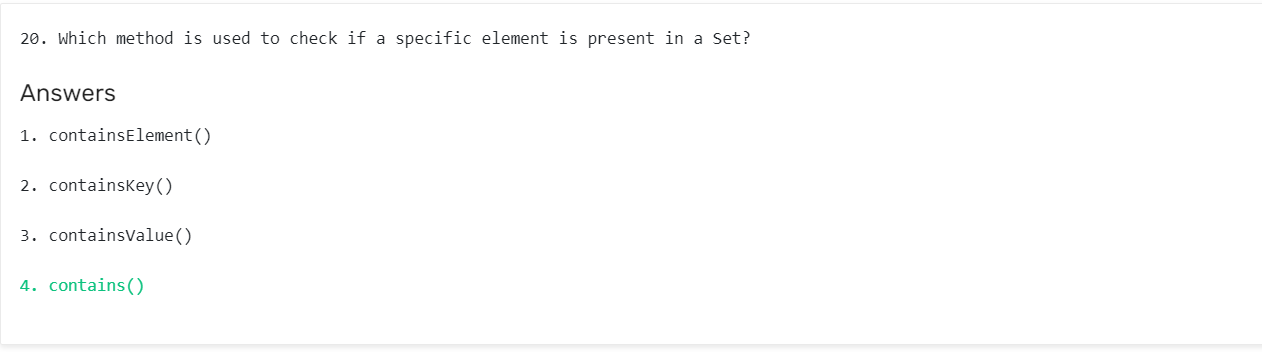 20. Which method is used to check if a specific element is present in a Set?
Answers
1. containsElement()
2. containsKey()
3. containsValue()
4. contains()